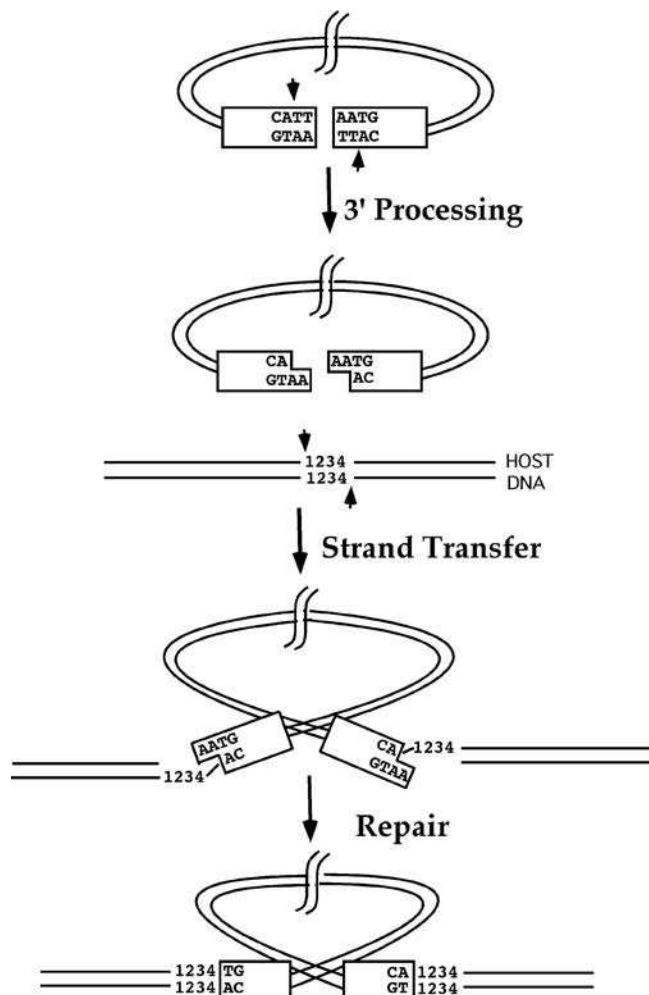 CATT AATG
GTAA TTAC
3' Processing
CA AATG
GTAA AC
1234 HOST
1234 DNA
Strand Transfer
AATG CA 1234
1234 AC GTAA
Repair
1234 TG CA 1234
1234 AC GT 1234